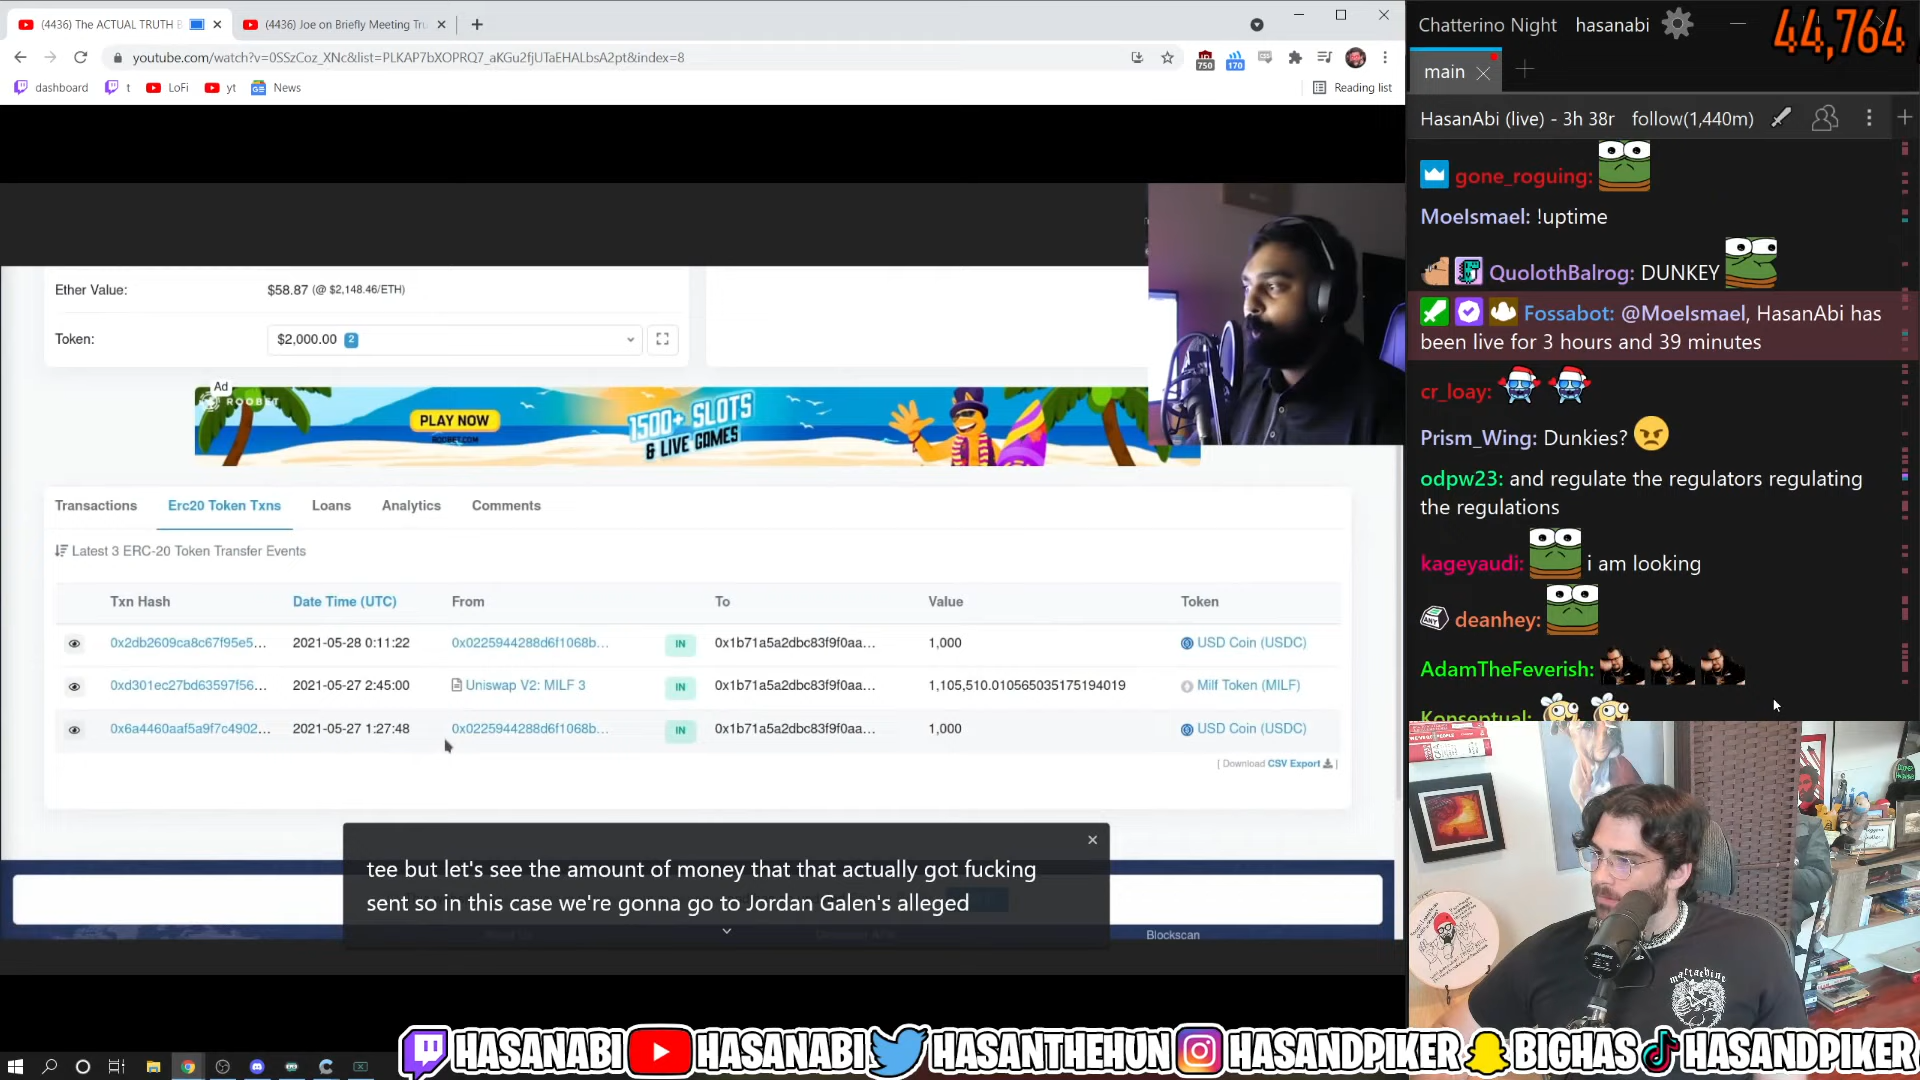 (4436) The ACTUAL TRUTH B
(4436) Joe on Briefly Meeting Tru
youtube.com/watch?v=0SSzCoz_XNc&list=PLKAP7bXOPRQ7_aKGu2fjUTaEHALbsA2pt&index=8
750
170
dashboard
t
LoFi
yt
News
Reading list
Ether Value:
$58.87 (@ $2,148.46/ETH)
Token:
$2,000.00 2
Ad
ROOBET
PLAY NOW
ROOBET.COM
1500+ SLOTS
& LIVE GAMES
Transactions
Erc20 Token Txns
Loans
Analytics
Comments
Latest 3 ERC-20 Token Transfer Events
Txn Hash Date Time (UTC) From To Value Token
0x2db2609ca8c67f95e5... 2021-05-28 0:11:22 0x0225944288d6f1068b... IN 0x1b71a5a2dbc83f9f0aa... 1,000 USD Coin (USDC)
0xd301ec27bd63597f56... 2021-05-27 2:45:00 Uniswap V2: MILF 3 IN 0x1b71a5a2dbc83f9f0aa... 1,105,510.010565035175194019 Milf Token (MILF)
0x6a4460aaf5a9f7c4902... 2021-05-27 1:27:48 0x0225944288d6f1068b... IN 0x1b71a5a2dbc83f9f0aa... 1,000 USD Coin (USDC)
[ Download CSV Export ]
tee but let's see the amount of money that that actually got fucking
sent so in this case we're gonna go to Jordan Galen's alleged
Blockscan
Chatterino Night hasanabi
44,764
main
HasanAbi (live) - 3h 38r follow(1,440m)
gone_roguing:
MoeIsmael: !uptime
QuolothBalrog: DUNKEY
Fossabot: @MoeIsmael, HasanAbi has
been live for 3 hours and 39 minutes
cr_loay:
Prism_Wing: Dunkies?
odpw23: and regulate the regulators regulating
the regulations
kageyaudi: i am looking
deanhey:
AdamTheFeverish:
Konseptual:
HASANABI HASANABI HASANTHEHUN HASANDPIKER BIGHAS HASANDPIKER